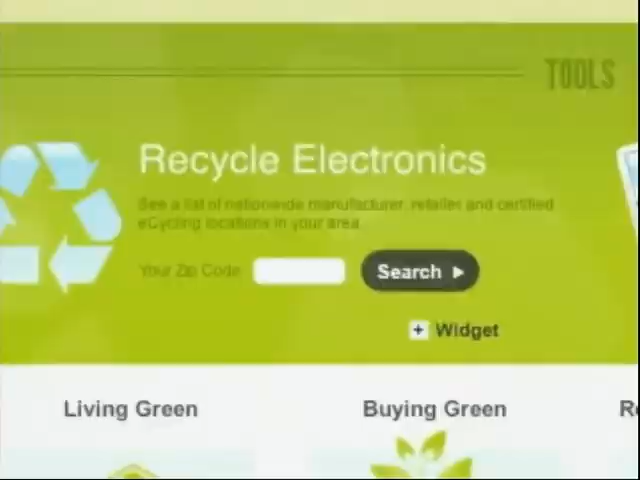 TOOLS
Recycle Electronics
See a list of nationwide manufacturer, retailer and certified
eCycling locations in your area
Your Zip Code
Search
+ Widget
Living Green
Buying Green